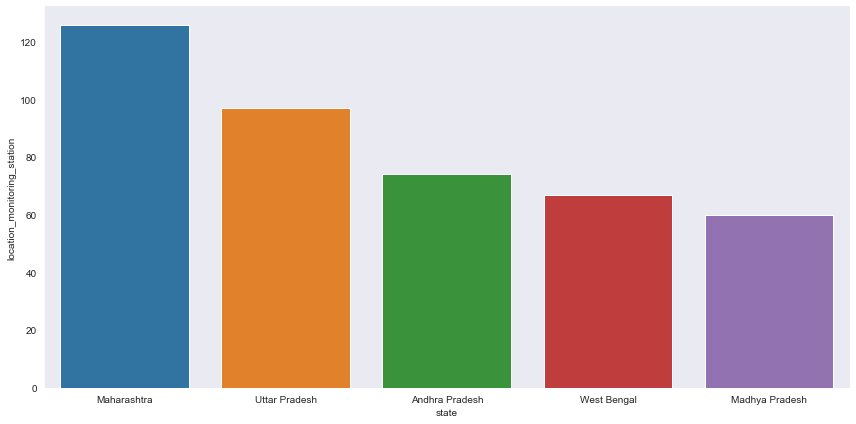 location_monitoring_station
120
100
80
60
40
20
0
Maharashtra
Uttar Pradesh
Andhra Pradesh
West Bengal
Madhya Pradesh
state